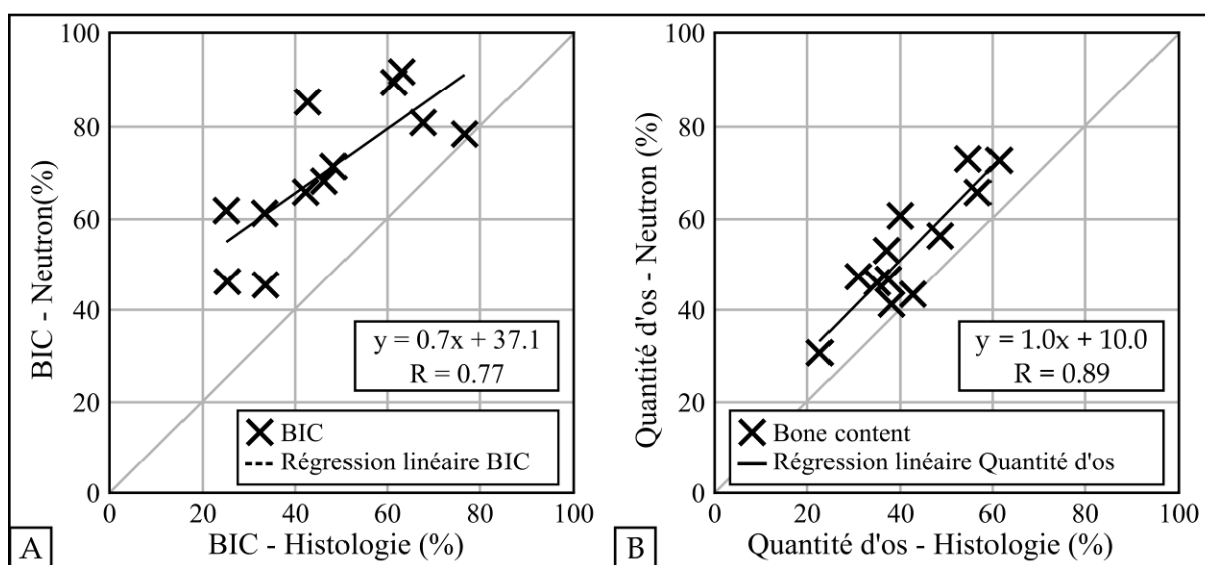 100
80
60
40
20
0
BIC - Neutron(%)
y = 0.7x + 37.1
R = 0.77
BIC
Régression linéaire BIC
0 20 40 60 80 100
BIC - Histologie (%)
A
100
80
60
40
20
0
Quantité d'os - Neutron (%)
y = 1.0x + 10.0
R = 0.89
Bone content
Régression linéaire Quantité d'os
0 20 40 60 80 100
Quantité d'os - Histologie (%)
B